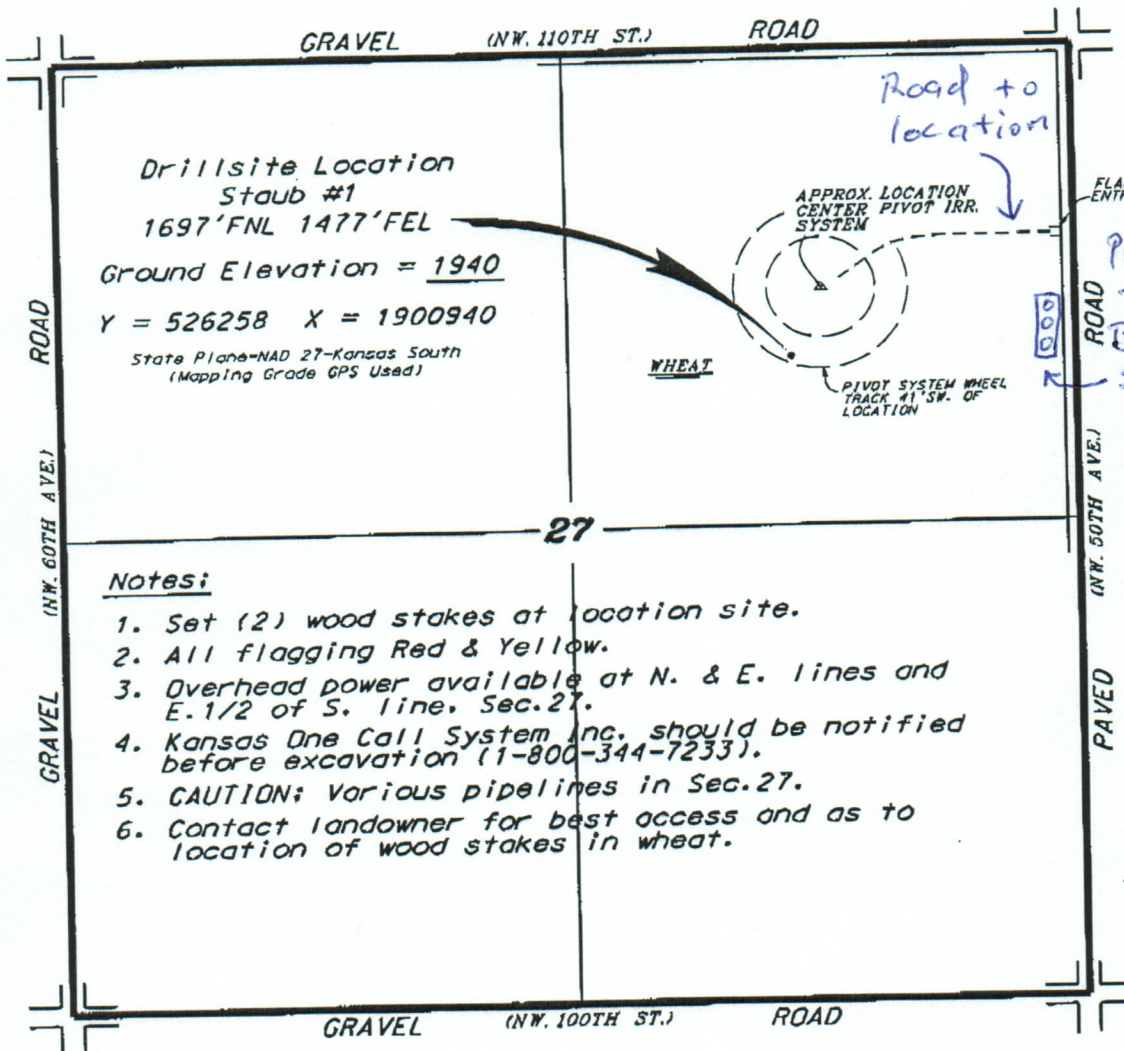 GRAVEL (NW. 110TH ST.) ROAD
Road to
location
Drillsite Location
Staub #1
1697'FNL 1477'FEL
Ground Elevation = 1940
Y = 526258 X = 1900940
State Plane-NAD 27-Kansas South
(Mapping Grade GPS Used)
APPROX. LOCATION
CENTER PIVOT IRR.
SYSTEM
WHEAT
PIVOT SYSTEM WHEEL
TRACK 41'SW. OF
LOCATION
ROAD
(NW. 60TH AVE.)
GRAVEL
ROAD
(NW. 50TH AVE.)
PAVED
27
Notes:
1. Set (2) wood stakes at location site.
2. All flagging Red & Yellow.
3. Overhead power available at N. & E. lines and
E.1/2 of S. line, Sec.27.
4. Kansas One Call System Inc. should be notified
before excavation (1-800-344-7233).
5. CAUTION: Various pipelines in Sec.27.
6. Contact landowner for best access and as to
location of wood stakes in wheat.
GRAVEL (NW. 100TH ST.) ROAD